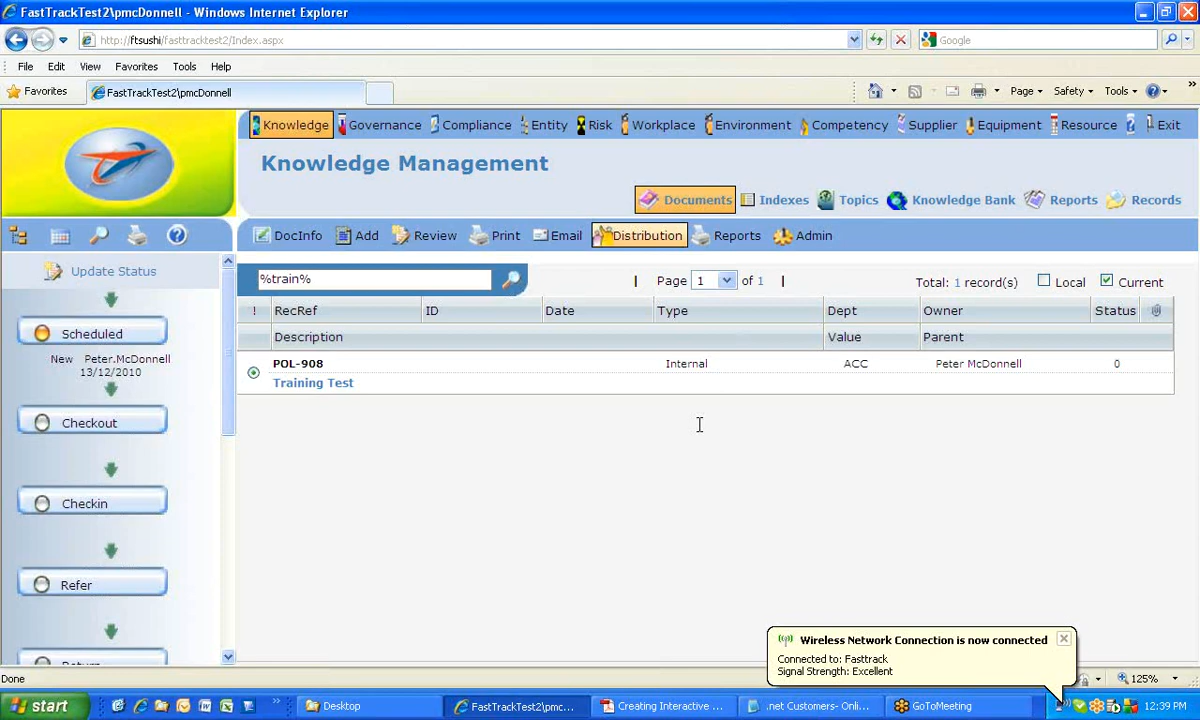 FastTrackTest2\pmcDonnell - Windows Internet Explorer
http://ftsushi/fasttracktest2/Index.aspx
Google
File Edit View Favorites Tools Help
Favorites FastTrackTest2\pmcDonnell Page Safety Tools
Knowledge Governance Compliance Entity Risk Workplace Environment Competency Supplier Equipment Resource Exit
Knowledge Management
Documents Indexes Topics Knowledge Bank Reports Records
DocInfo Add Review Print Email Distribution Reports Admin
Update Status
%train% Page 1 of 1 Total: 1 record(s) Local Current
! RecRef ID Date Type Dept Owner Status
Description Value Parent
POL-908 Internal ACC Peter McDonnell 0
Training Test
Scheduled
New Peter.McDonnell
13/12/2010
Checkout
Checkin
Refer
Return
Wireless Network Connection is now connected
Connected to: Fasttrack
Signal Strength: Excellent
Done 125%
start Desktop FastTrackTest2\pmc... Creating Interactive ... .net Customers- Onli... GoToMeeting 12:39 PM